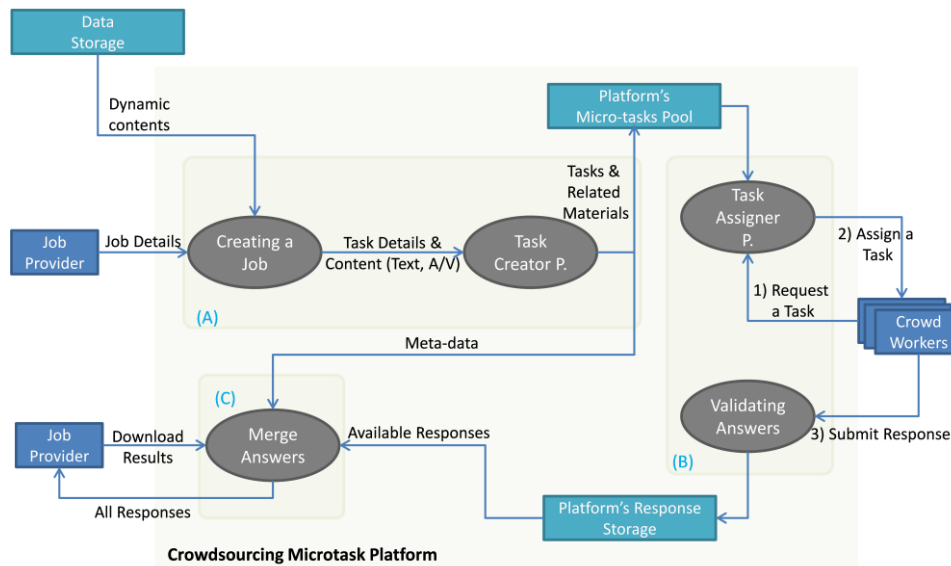 Data
Storage
Dynamic
contents
Platform's
Micro-tasks Pool
Tasks &
Related
Materials
Job
Provider
Job Details
Creating a
Job
Task Details &
Content (Text, A/V)
Task
Creator P.
Task
Assigner
P.
2) Assign a
Task
1) Request
a Task
Crowd
Workers
(A)
Meta-data
(C)
Job
Provider
Download
Results
Merge
Answers
Available Responses
Validating
Answers
3) Submit Response
(B)
All Responses
Platform's Response
Storage
Crowdsourcing Microtask Platform